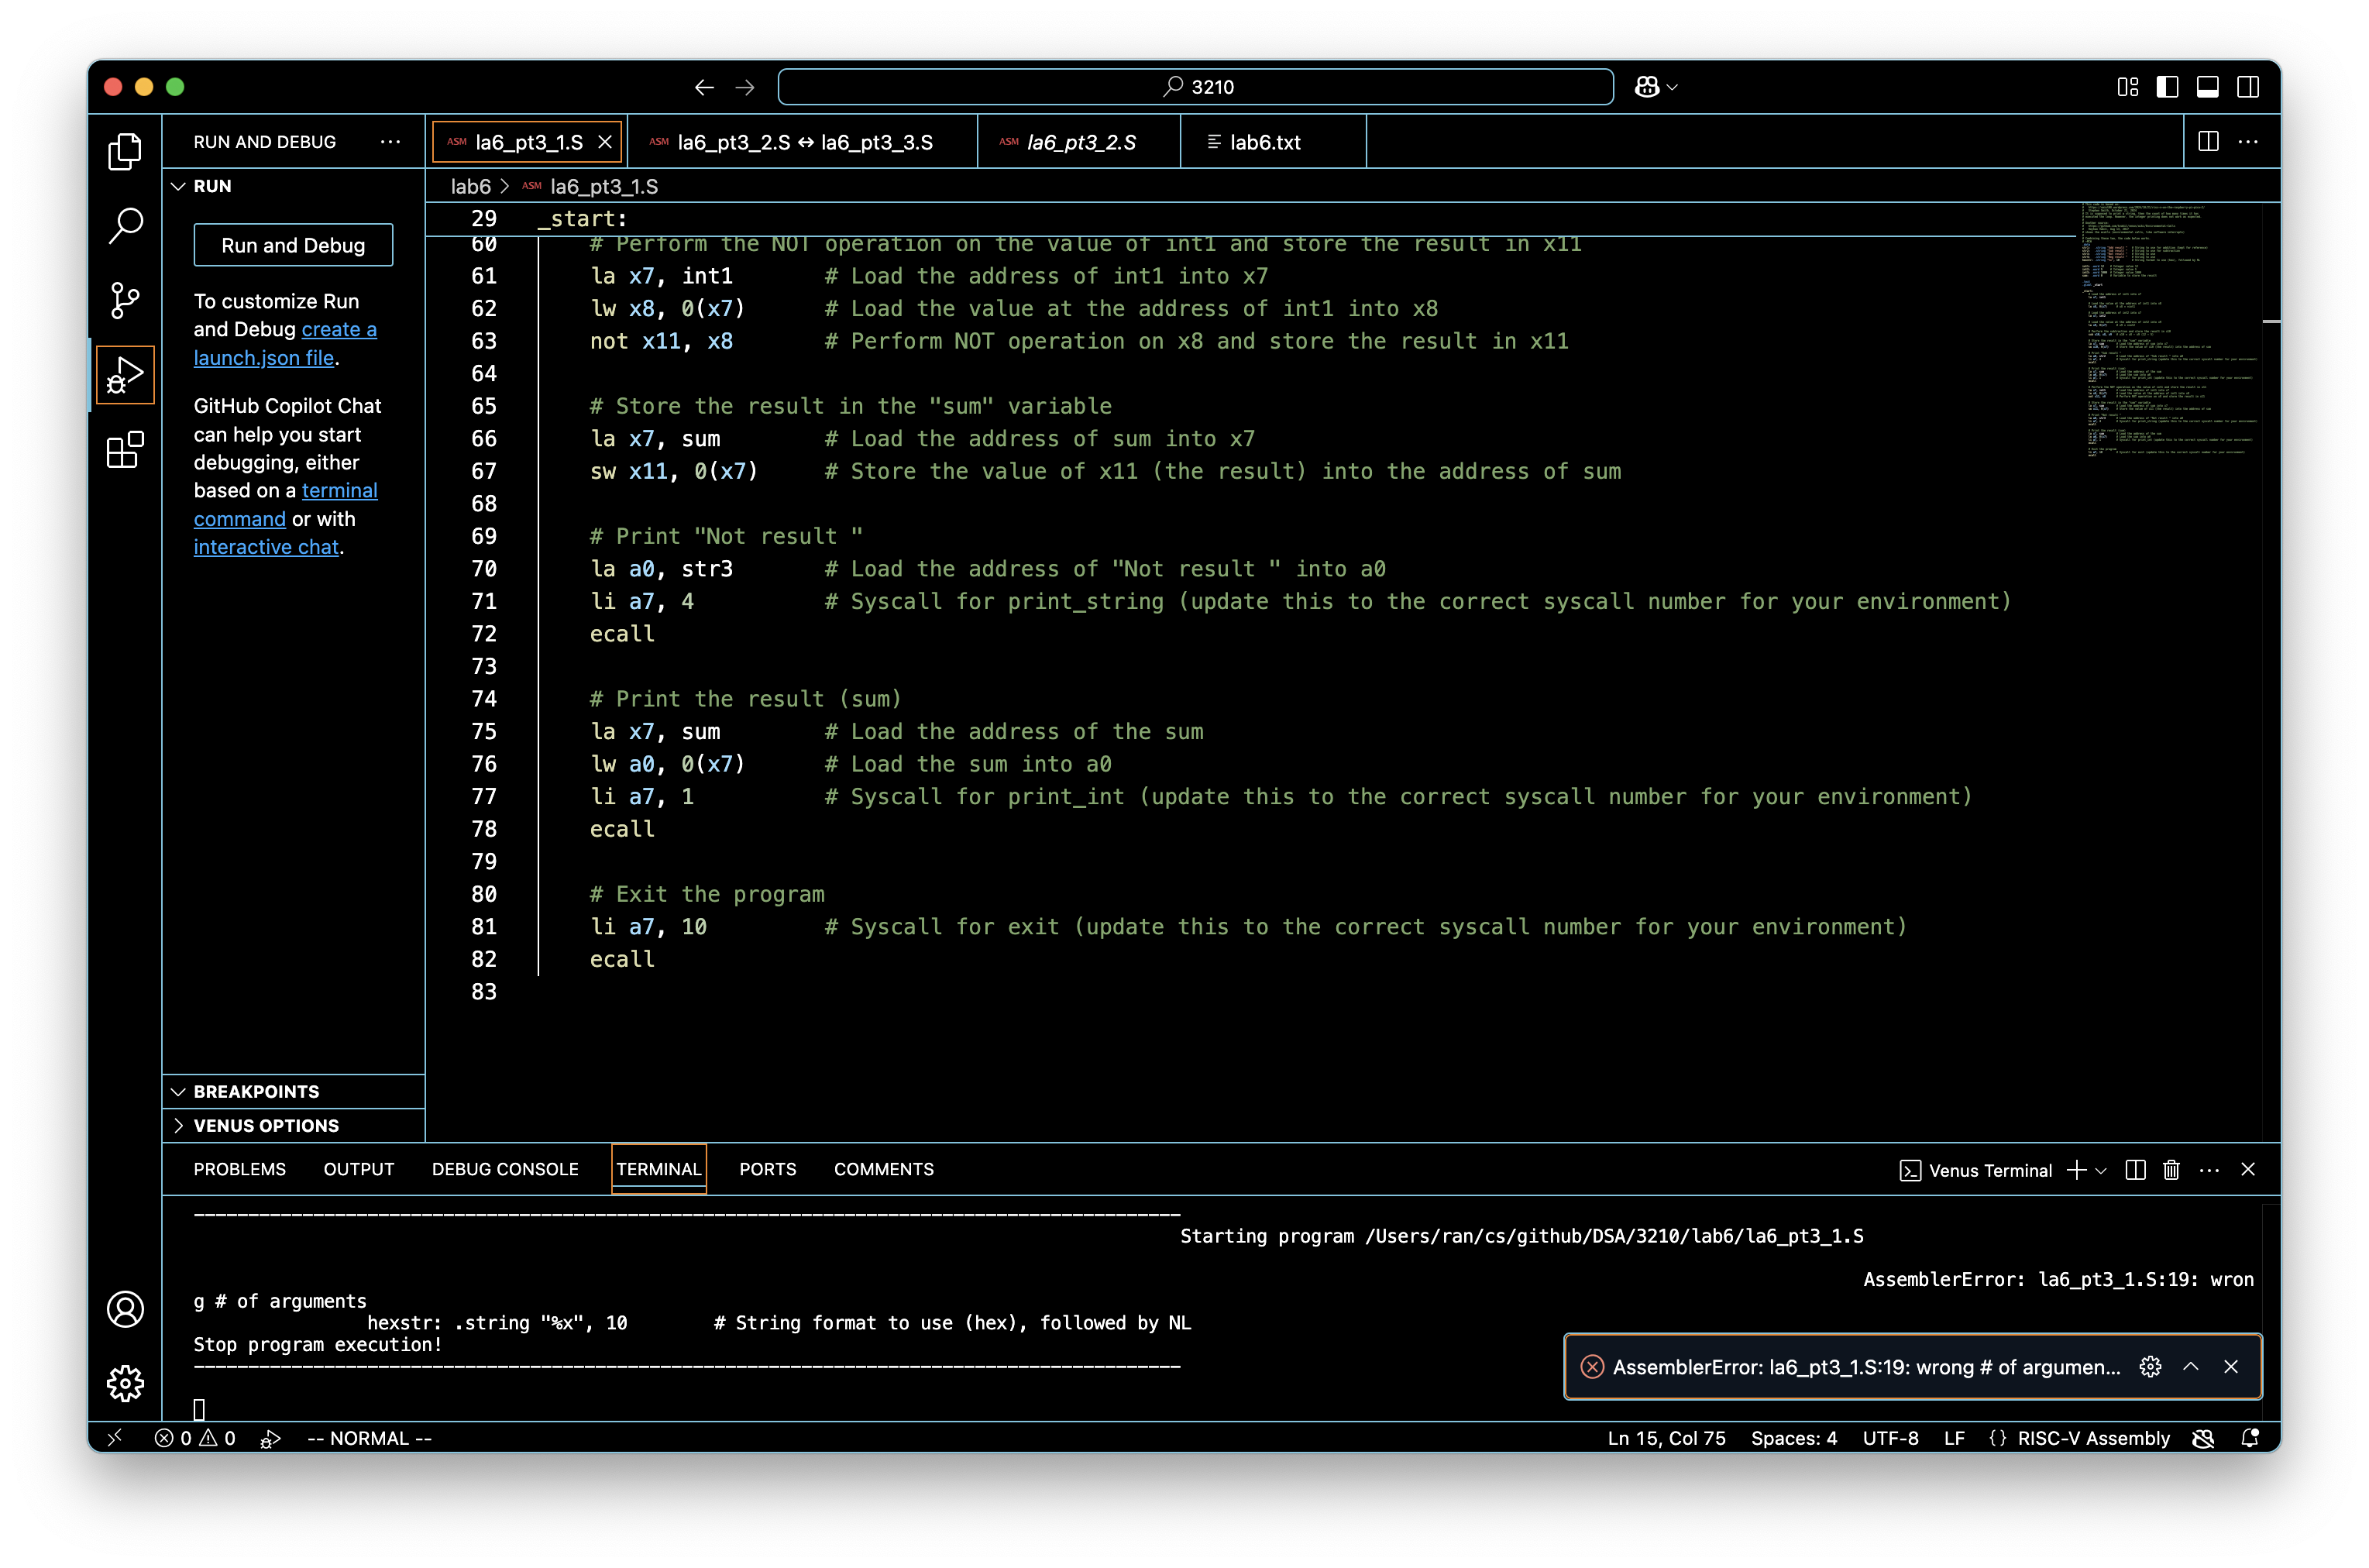 3210
RUN AND DEBUG ···
ASM la6_pt3_1.S
ASM la6_pt3_2.S ↔ la6_pt3_3.S
ASM la6_pt3_2.S
lab6.txt
RUN
Run and Debug
To customize Run
and Debug create a
launch.json file.
GitHub Copilot Chat
can help you start
debugging, either
based on a terminal
command or with
interactive chat.
BREAKPOINTS
VENUS OPTIONS
lab6 > ASM la6_pt3_1.S
29 _start:
60 # Perform the NOT operation on the value of int1 and store the result in x11
61 la x7, int1 # Load the address of int1 into x7
62 lw x8, 0(x7) # Load the value at the address of int1 into x8
63 not x11, x8 # Perform NOT operation on x8 and store the result in x11
64
65 # Store the result in the "sum" variable
66 la x7, sum # Load the address of sum into x7
67 sw x11, 0(x7) # Store the value of x11 (the result) into the address of sum
68
69 # Print "Not result "
70 la a0, str3 # Load the address of "Not result " into a0
71 li a7, 4 # Syscall for print_string (update this to the correct syscall number for your environment)
72 ecall
73
74 # Print the result (sum)
75 la x7, sum # Load the address of the sum
76 lw a0, 0(x7) # Load the sum into a0
77 li a7, 1 # Syscall for print_int (update this to the correct syscall number for your environment)
78 ecall
79
80 # Exit the program
81 li a7, 10 # Syscall for exit (update this to the correct syscall number for your environment)
82 ecall
83
PROBLEMS OUTPUT DEBUG CONSOLE TERMINAL PORTS COMMENTS
Venus Terminal
Starting program /Users/ran/cs/github/DSA/3210/lab6/la6_pt3_1.S
AssemblerError: la6_pt3_1.S:19: wron
g # of arguments
hexstr: .string "%x", 10 # String format to use (hex), followed by NL
Stop program execution!
AssemblerError: la6_pt3_1.S:19: wrong # of argumen...
0 0 -- NORMAL --
Ln 15, Col 75 Spaces: 4 UTF-8 LF {} RISC-V Assembly